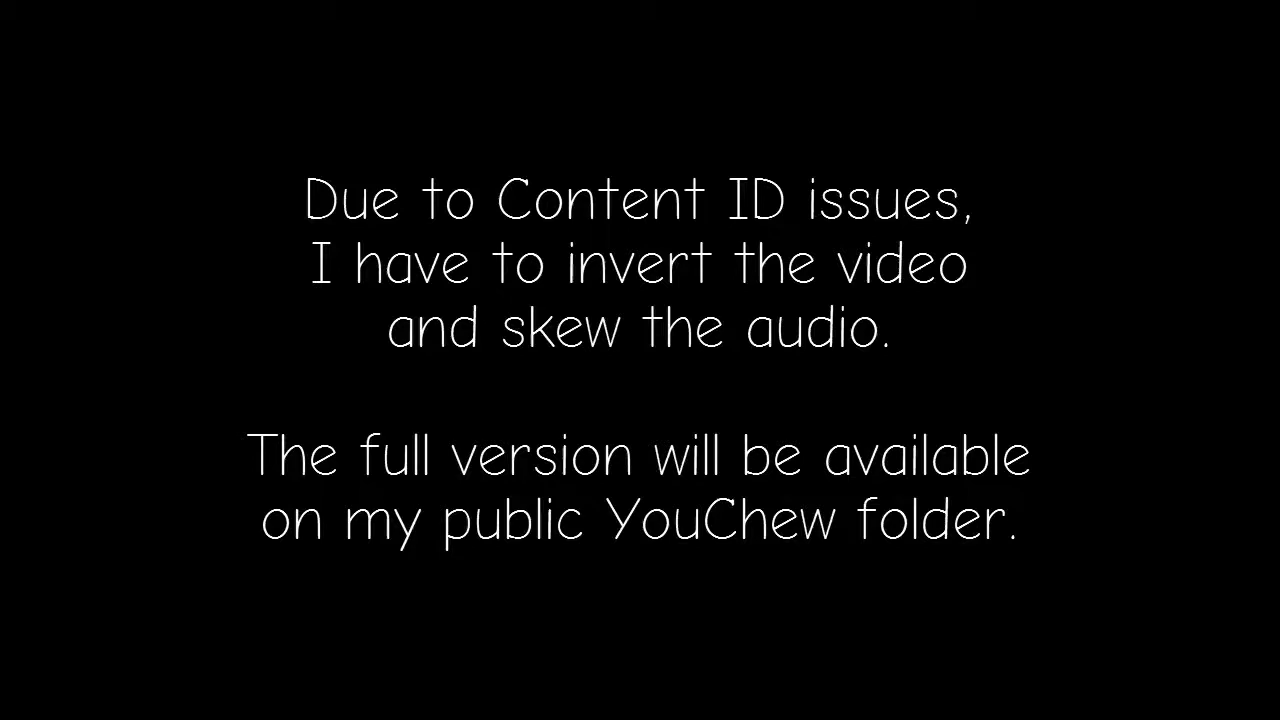 Due to Content ID issues,
I have to invert the video
and skew the audio.
The full version will be available
on my public YouChew folder.